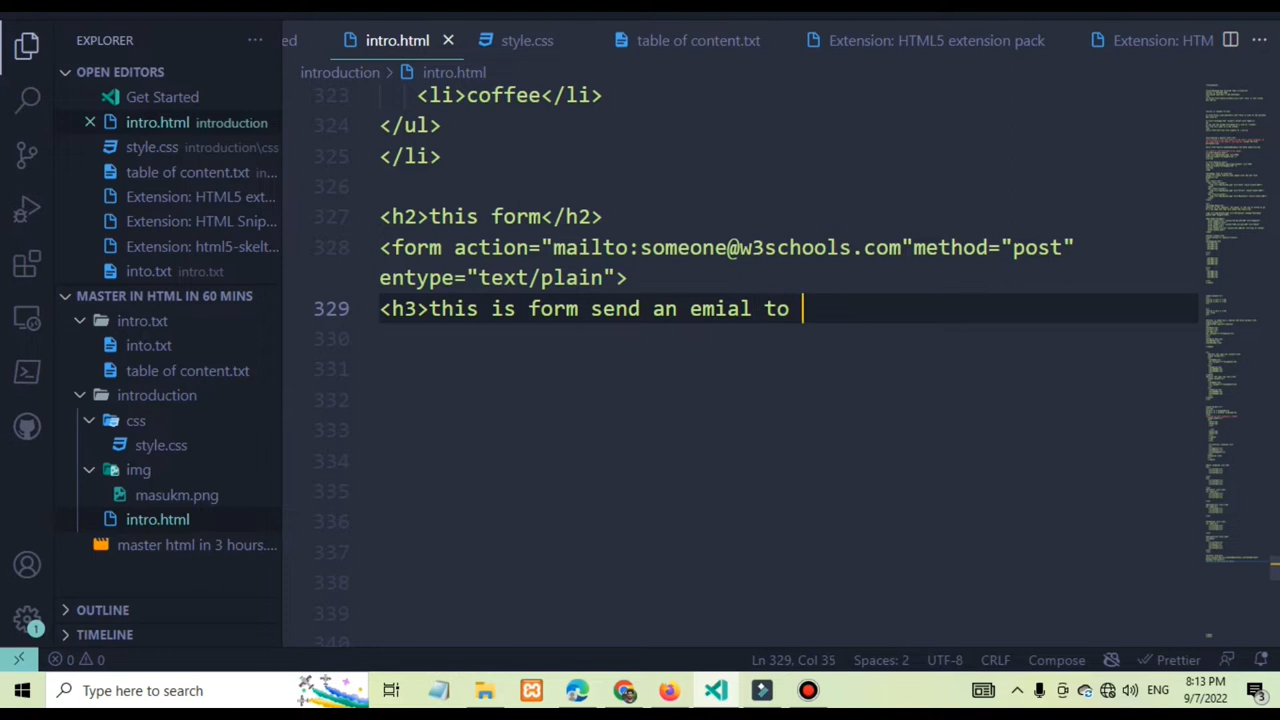 EXPLORER
ed
intro.html
style.css
table of content.txt
Extension: HTML5 extension pack
Extension: HTM
OPEN EDITORS
Get Started
intro.html introduction
style.css introduction\css
table of content.txt in...
Extension: HTML5 ext...
Extension: HTML Snip...
Extension: html5-skelt...
into.txt intro.txt
MASTER IN HTML IN 60 MINS
intro.txt
into.txt
table of content.txt
introduction
css
style.css
img
masukm.png
intro.html
master html in 3 hours....
OUTLINE
TIMELINE
introduction > intro.html
323 <li>coffee</li>
324 </ul>
325 </li>
326
327 <h2>this form</h2>
328 <form action="mailto:someone@w3schools.com"method="post"
entype="text/plain">
329 <h3>this is form send an emial to
330
331
332
333
334
335
336
337
338
339
340
1
0 0
Ln 329, Col 35
Spaces: 2
UTF-8
CRLF
Compose
Prettier
Type here to search
ENG
8:13 PM
9/7/2022
3